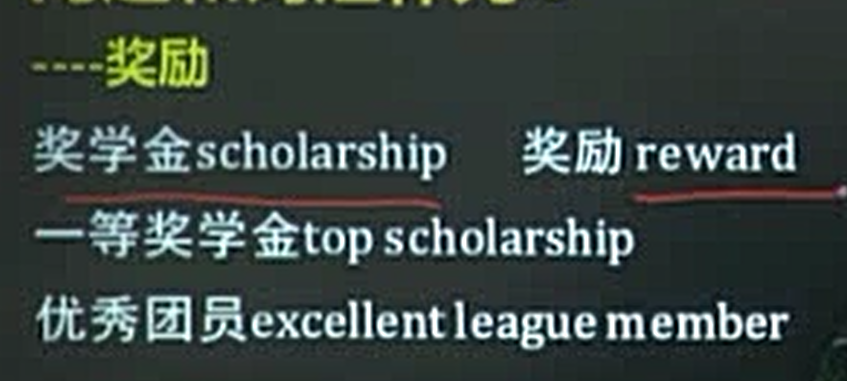 ----奖励
奖学金scholarship 奖励 reward
一等奖学金top scholarship
优秀团员excellent league member